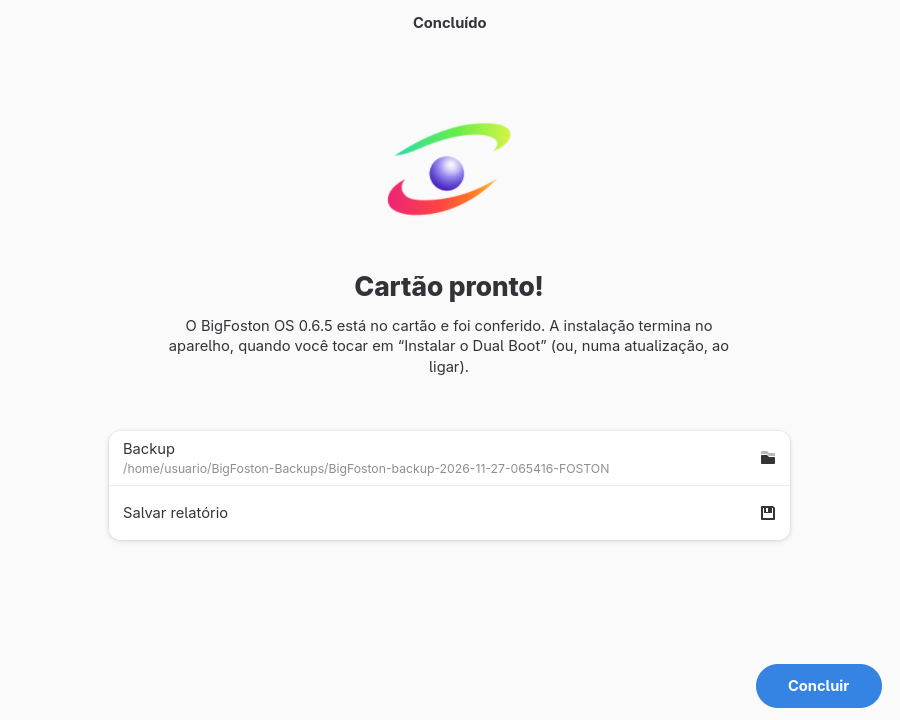 Concluído
Cartão pronto!
O BigFoston OS 0.6.5 está no cartão e foi conferido. A instalação termina no
aparelho, quando você tocar em “Instalar o Dual Boot” (ou, numa atualização, ao
ligar).
Backup
/home/usuario/BigFoston-Backups/BigFoston-backup-2026-11-27-065416-FOSTON
Salvar relatório
Concluir